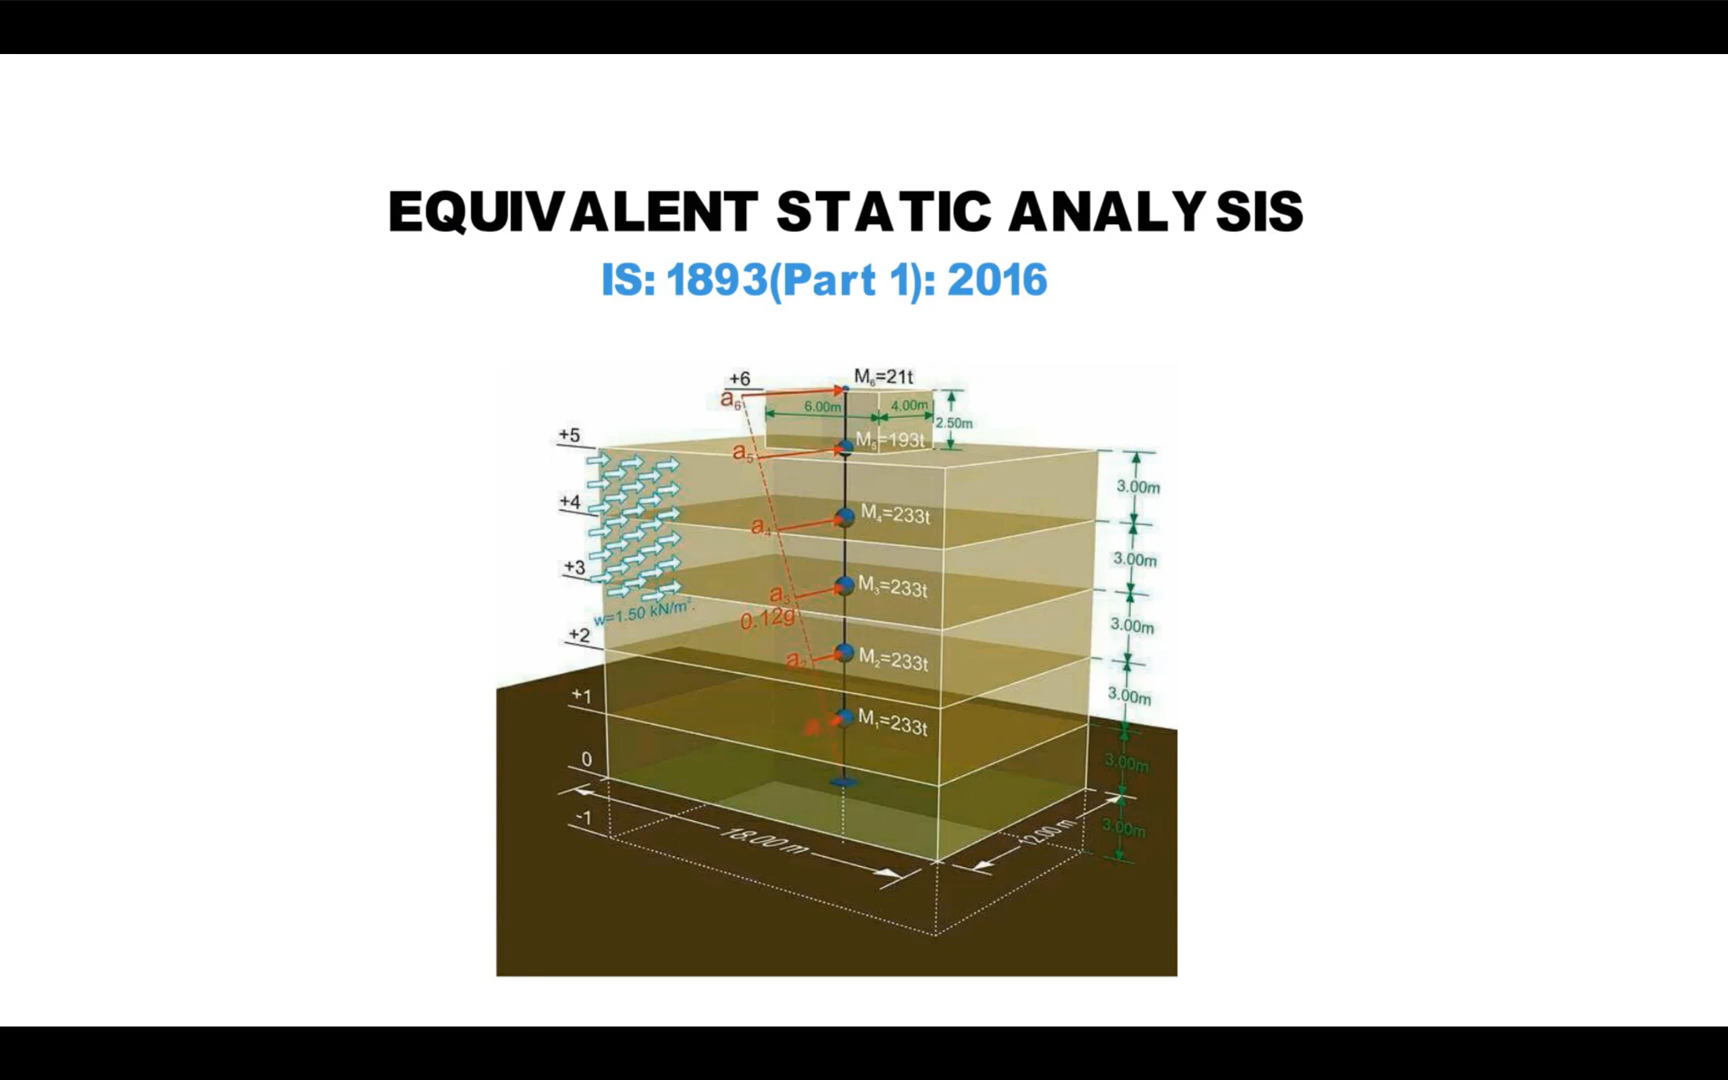 EQUIVALENT STATIC ANALYSIS
IS: 1893(Part 1): 2016
+6
M₆=21t
a₆
6.00m
4.00m
2.50m
+5
M₅=193t
a₅
3.00m
+4
M₄=233t
a₄
3.00m
+3
M₃=233t
a₃
0.12g
w=1.50 kN/m².
3.00m
+2
M₂=233t
a₂
3.00m
+1
M₁=233t
3.00m
0
-1
18.00 m
12.00 m
3.00m